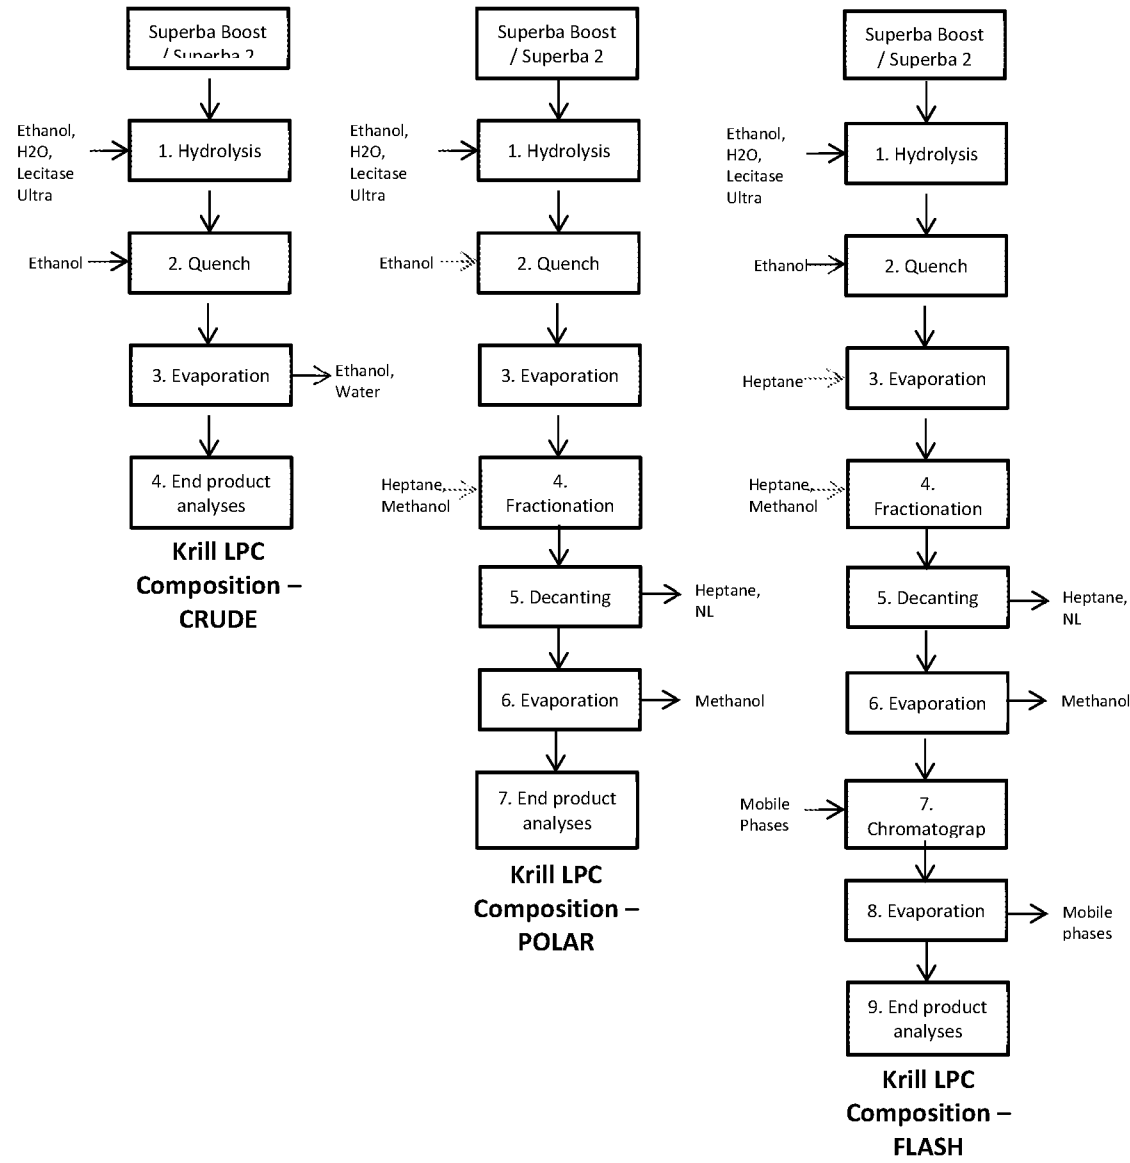 Superba Boost
/ Superba 2
Ethanol,
H2O,
Lecitase
Ultra
1. Hydrolysis
Ethanol
2. Quench
3. Evaporation
Ethanol,
Water
4. End product
analyses
Krill LPC
Composition –
CRUDE
Superba Boost
/ Superba 2
Ethanol,
H2O,
Lecitase
Ultra
1. Hydrolysis
Ethanol
2. Quench
3. Evaporation
Heptane,
Methanol
4.
Fractionation
5. Decanting
Heptane,
NL
6. Evaporation
Methanol
7. End product
analyses
Krill LPC
Composition –
POLAR
Superba Boost
/ Superba 2
Ethanol,
H2O,
Lecitase
Ultra
1. Hydrolysis
Ethanol
2. Quench
Heptane
3. Evaporation
Heptane,
Methanol
4.
Fractionation
5. Decanting
Heptane,
NL
6. Evaporation
Methanol
Mobile
Phases
7.
Chromatograp
8. Evaporation
Mobile
phases
9. End product
analyses
Krill LPC
Composition –
FLASH